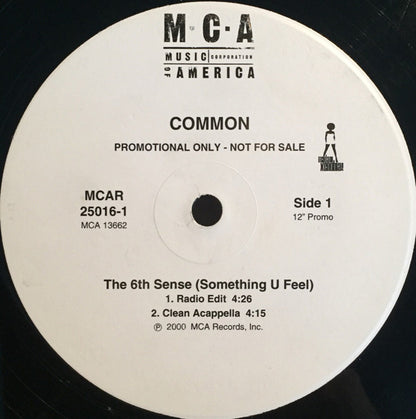 M·C·A
MUSIC CORPORATION
OF AMERICA
COMMON
PROMOTIONAL ONLY - NOT FOR SALE
MCAR
25016-1
MCA 13662
Side 1
12" Promo
The 6th Sense (Something U Feel)
1. Radio Edit 4:26
2. Clean Acappella 4:15
℗ 2000 MCA Records, Inc.